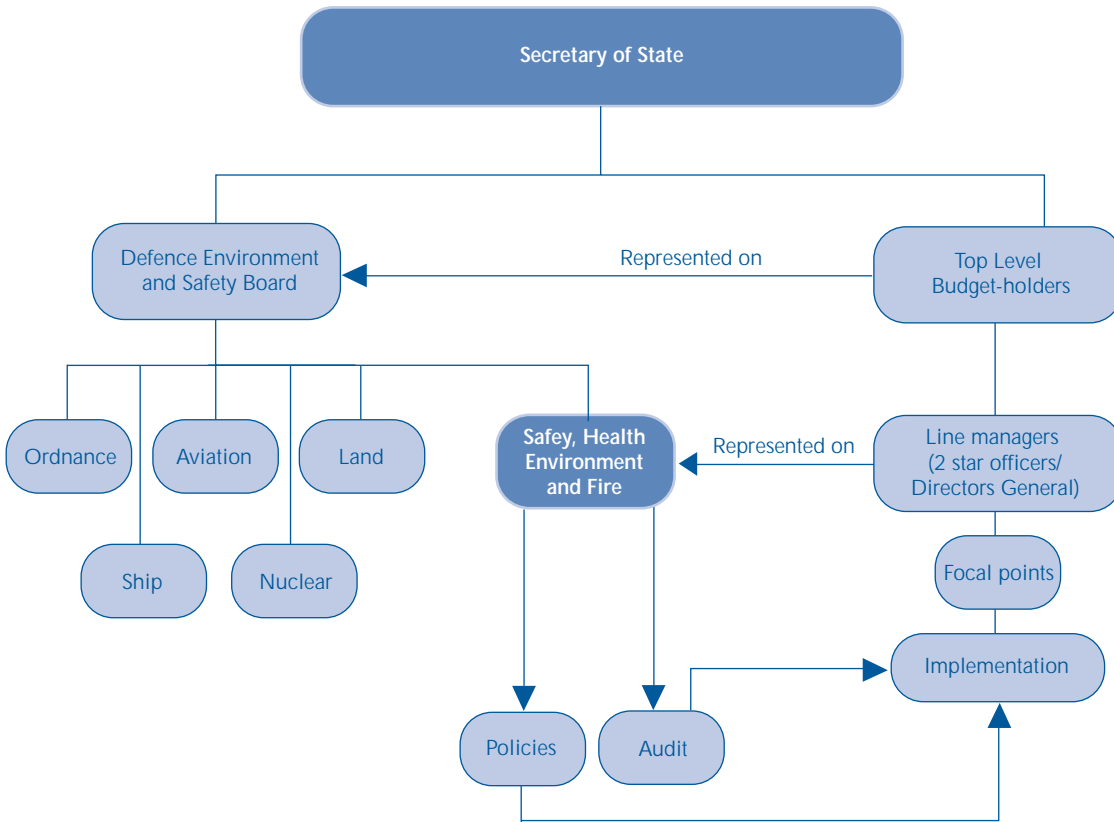 Secretary of State
Defence Environment
and Safety Board
Represented on
Top Level
Budget-holders
Ordnance
Aviation
Land
Safey, Health
Environment
and Fire
Represented on
Line managers
(2 star officers/
Directors General)
Ship
Nuclear
Focal points
Implementation
Policies
Audit